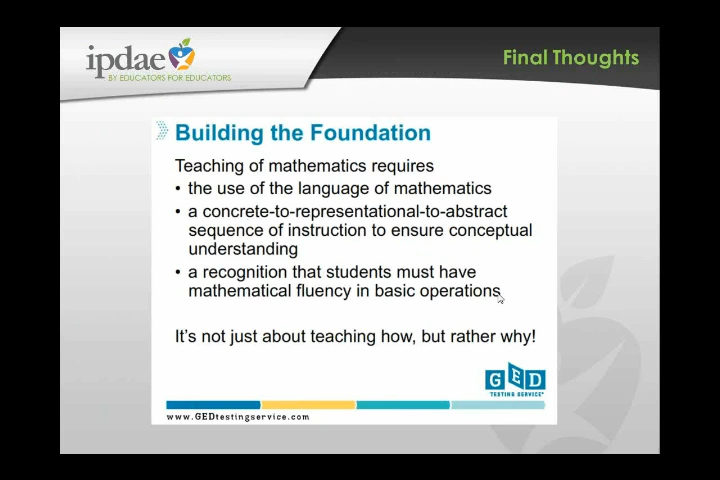 ipdae
BY EDUCATORS FOR EDUCATORS
Final Thoughts
Building the Foundation
Teaching of mathematics requires
• the use of the language of mathematics
• a concrete-to-representational-to-abstract
sequence of instruction to ensure conceptual
understanding
• a recognition that students must have
mathematical fluency in basic operations
It's not just about teaching how, but rather why!
GED
TESTING SERVICE®
www.GEDtestingservice.com